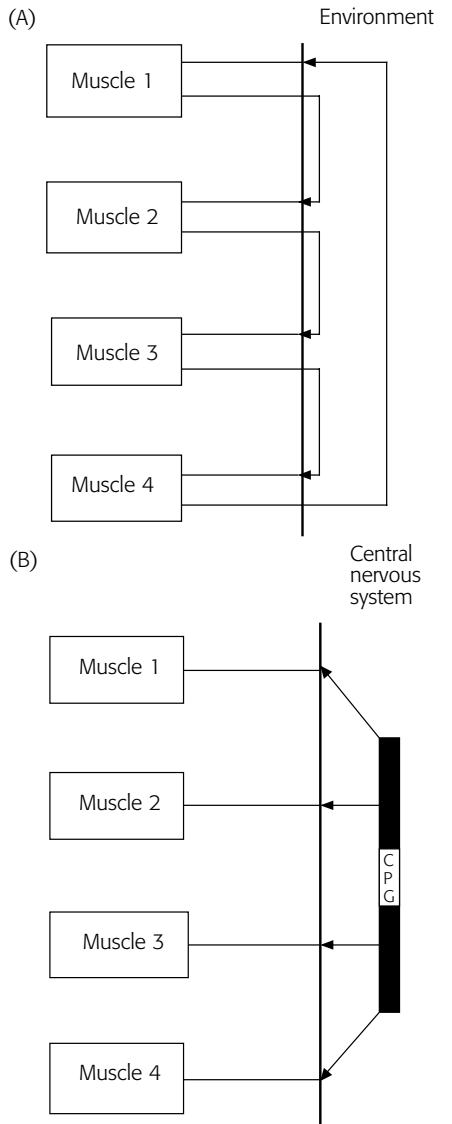 (A)
Environment
Muscle 1
Muscle 2
Muscle 3
Muscle 4
(B)
Central
nervous
system
Muscle 1
Muscle 2
C
P
G
Muscle 3
Muscle 4